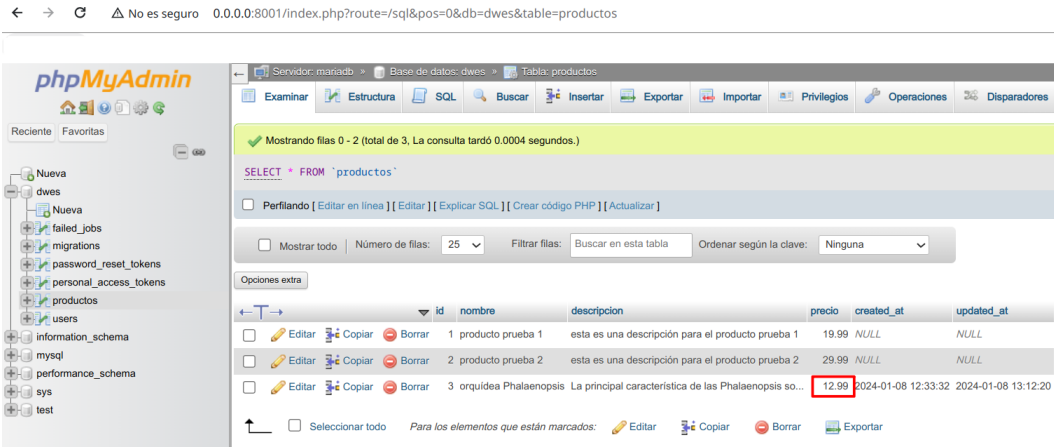 No es seguro 0.0.0.0:8001/index.php?route=/sql&pos=0&db=dwes&table=productos
phpMyAdmin
Reciente Favoritas
Nueva
dwes
Nueva
failed_jobs
migrations
password_reset_tokens
personal_access_tokens
productos
users
information_schema
mysql
performance_schema
sys
test
Servidor: mariadb » Base de datos: dwes » Tabla: productos
Examinar Estructura SQL Buscar Insertar Exportar Importar Privilegios Operaciones Disparadores
Mostrando filas 0 - 2 (total de 3, La consulta tardó 0.0004 segundos.)
SELECT * FROM `productos`
Perfilando [ Editar en línea ] [ Editar ] [ Explicar SQL ] [ Crear código PHP ] [ Actualizar ]
Mostrar todo Número de filas: 25 Filtrar filas: Buscar en esta tabla Ordenar según la clave: Ninguna
Opciones extra
id nombre descripcion precio created_at updated_at
Editar Copiar Borrar 1 producto prueba 1 esta es una descripción para el producto prueba 1 19.99 NULL NULL
Editar Copiar Borrar 2 producto prueba 2 esta es una descripción para el producto prueba 2 29.99 NULL NULL
Editar Copiar Borrar 3 orquídea Phalaenopsis La principal característica de las Phalaenopsis so... 12.99 2024-01-08 12:33:32 2024-01-08 13:12:20
Seleccionar todo Para los elementos que están marcados: Editar Copiar Borrar Exportar